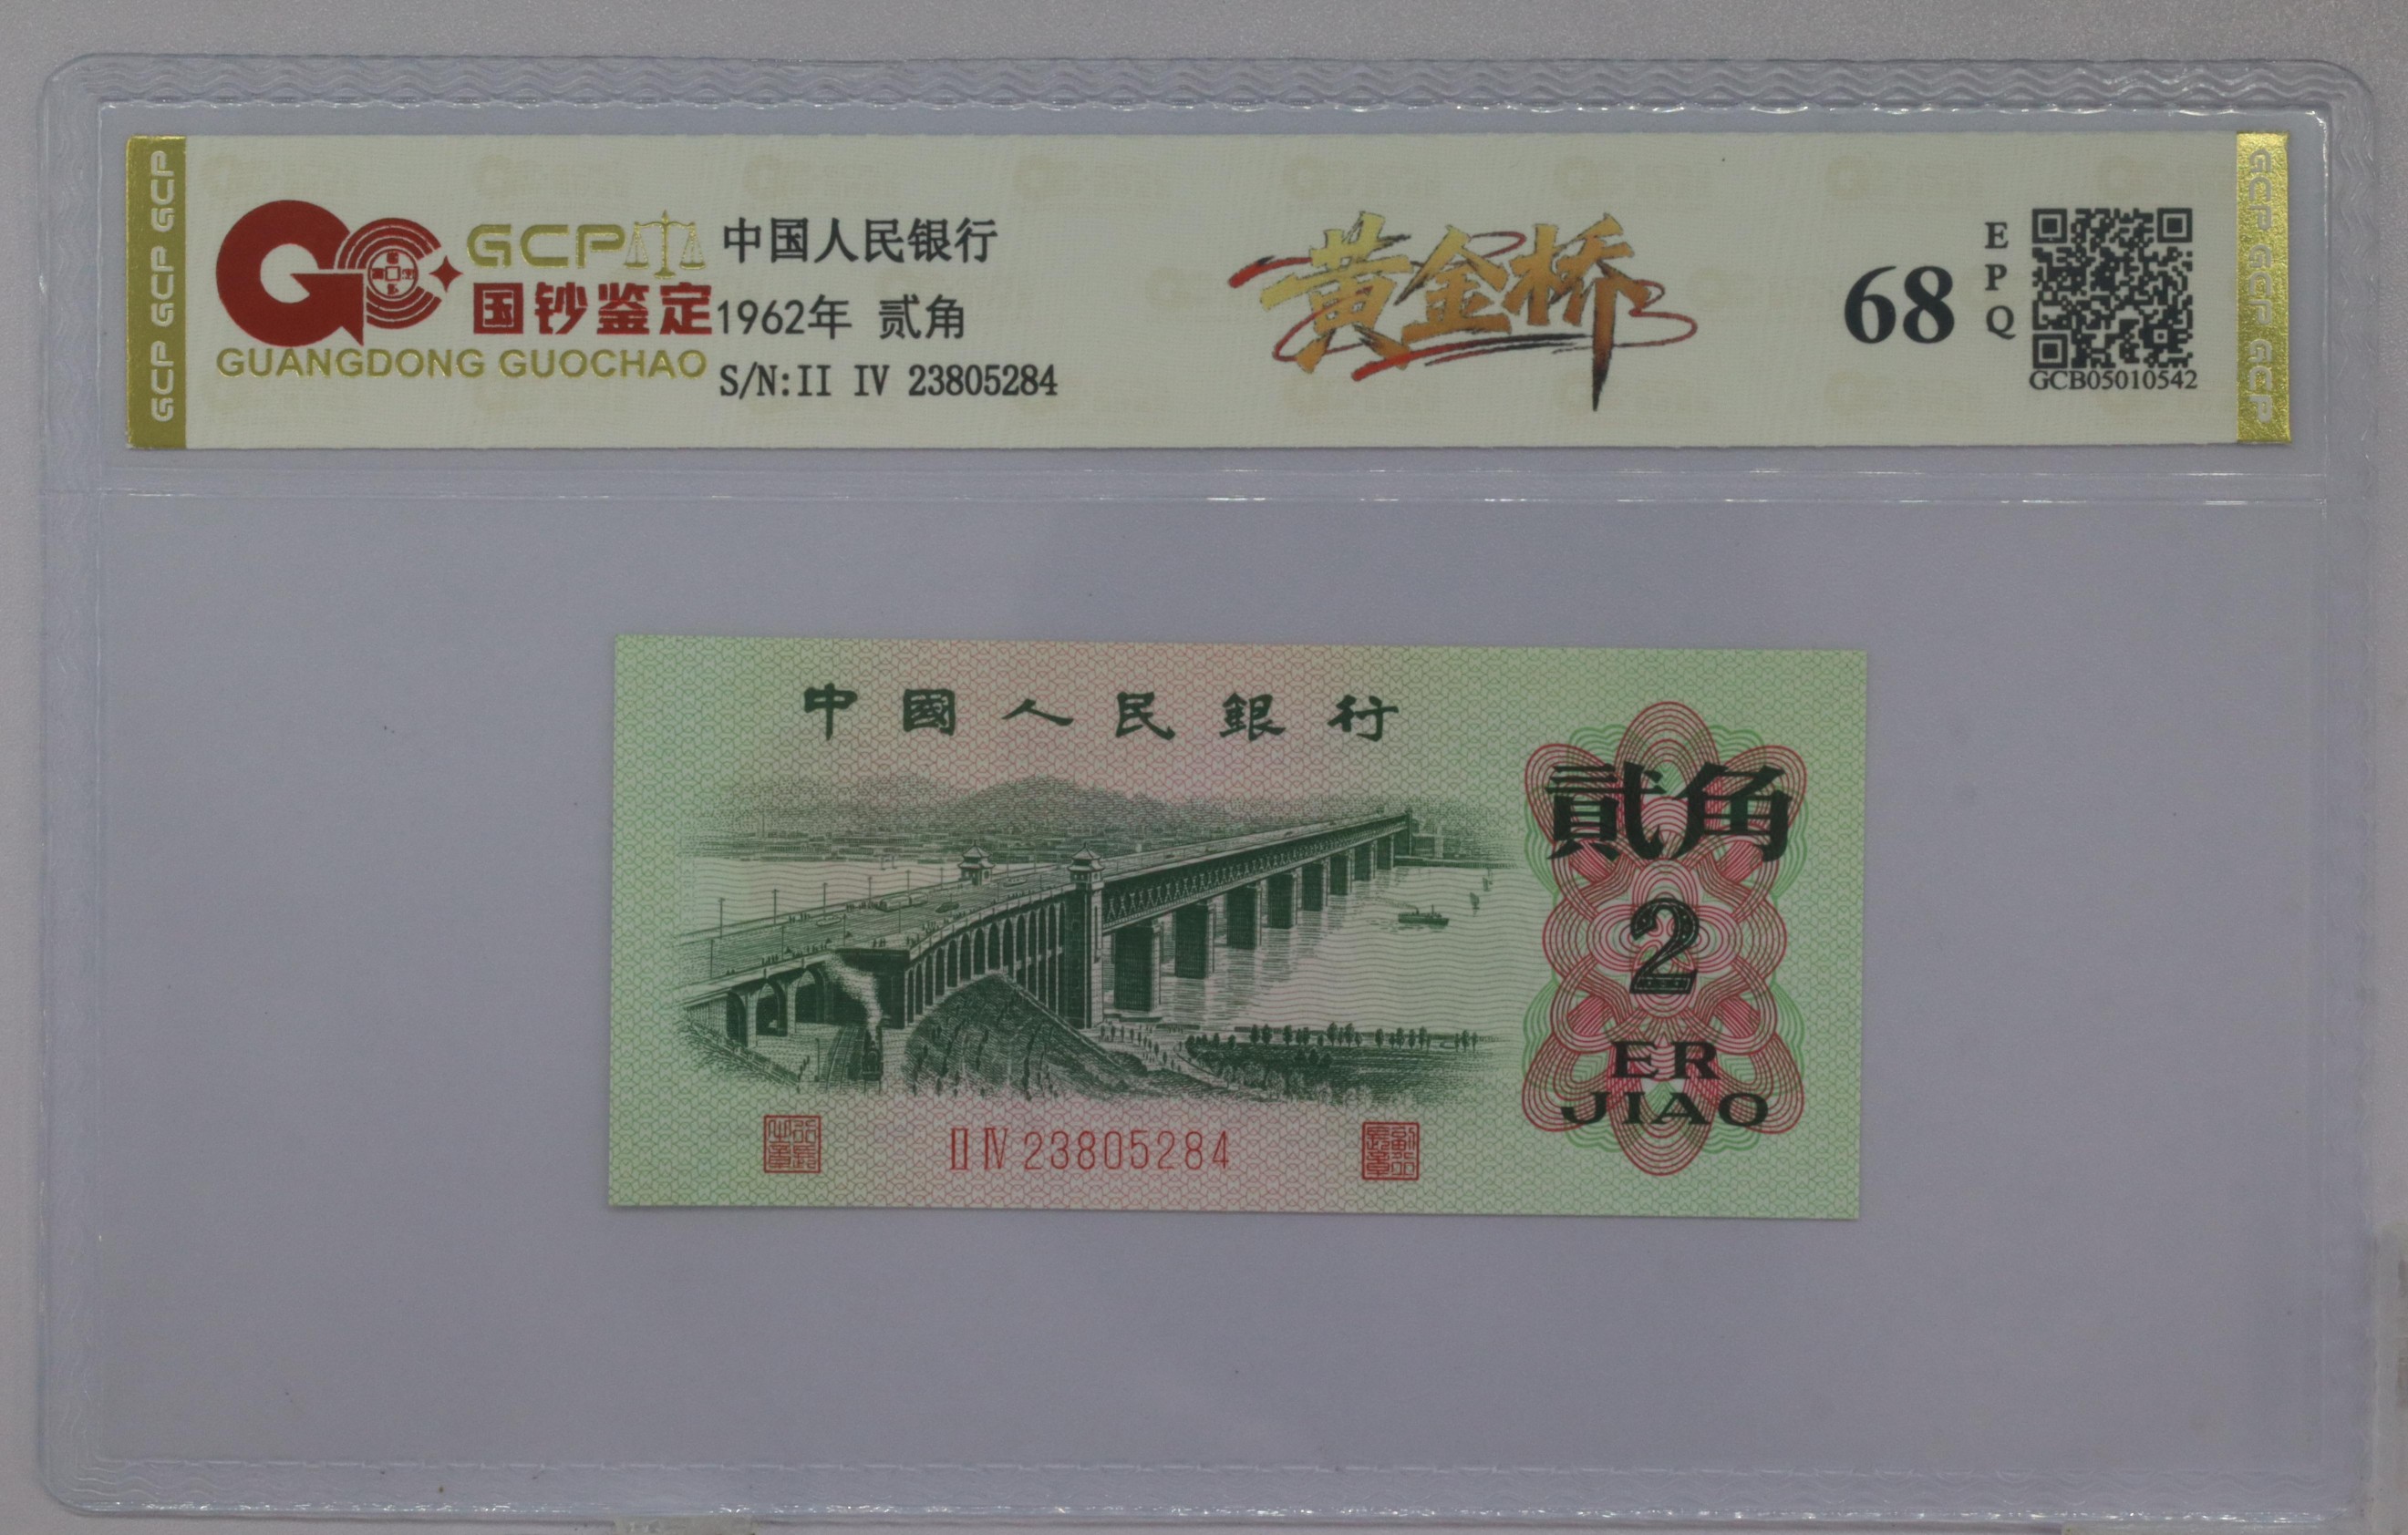 GCP GCP GCP
GCP
国钞鉴定
GUANGDONG GUOCHAO
中国人民银行
1962年 贰角
S/N:II IV 23805284
黄金桥
68
EPQ
GCB05010542
GCP GCP GCP GCP
中國人民銀行
貳角
2
ER
JIAO
II IV 23805284